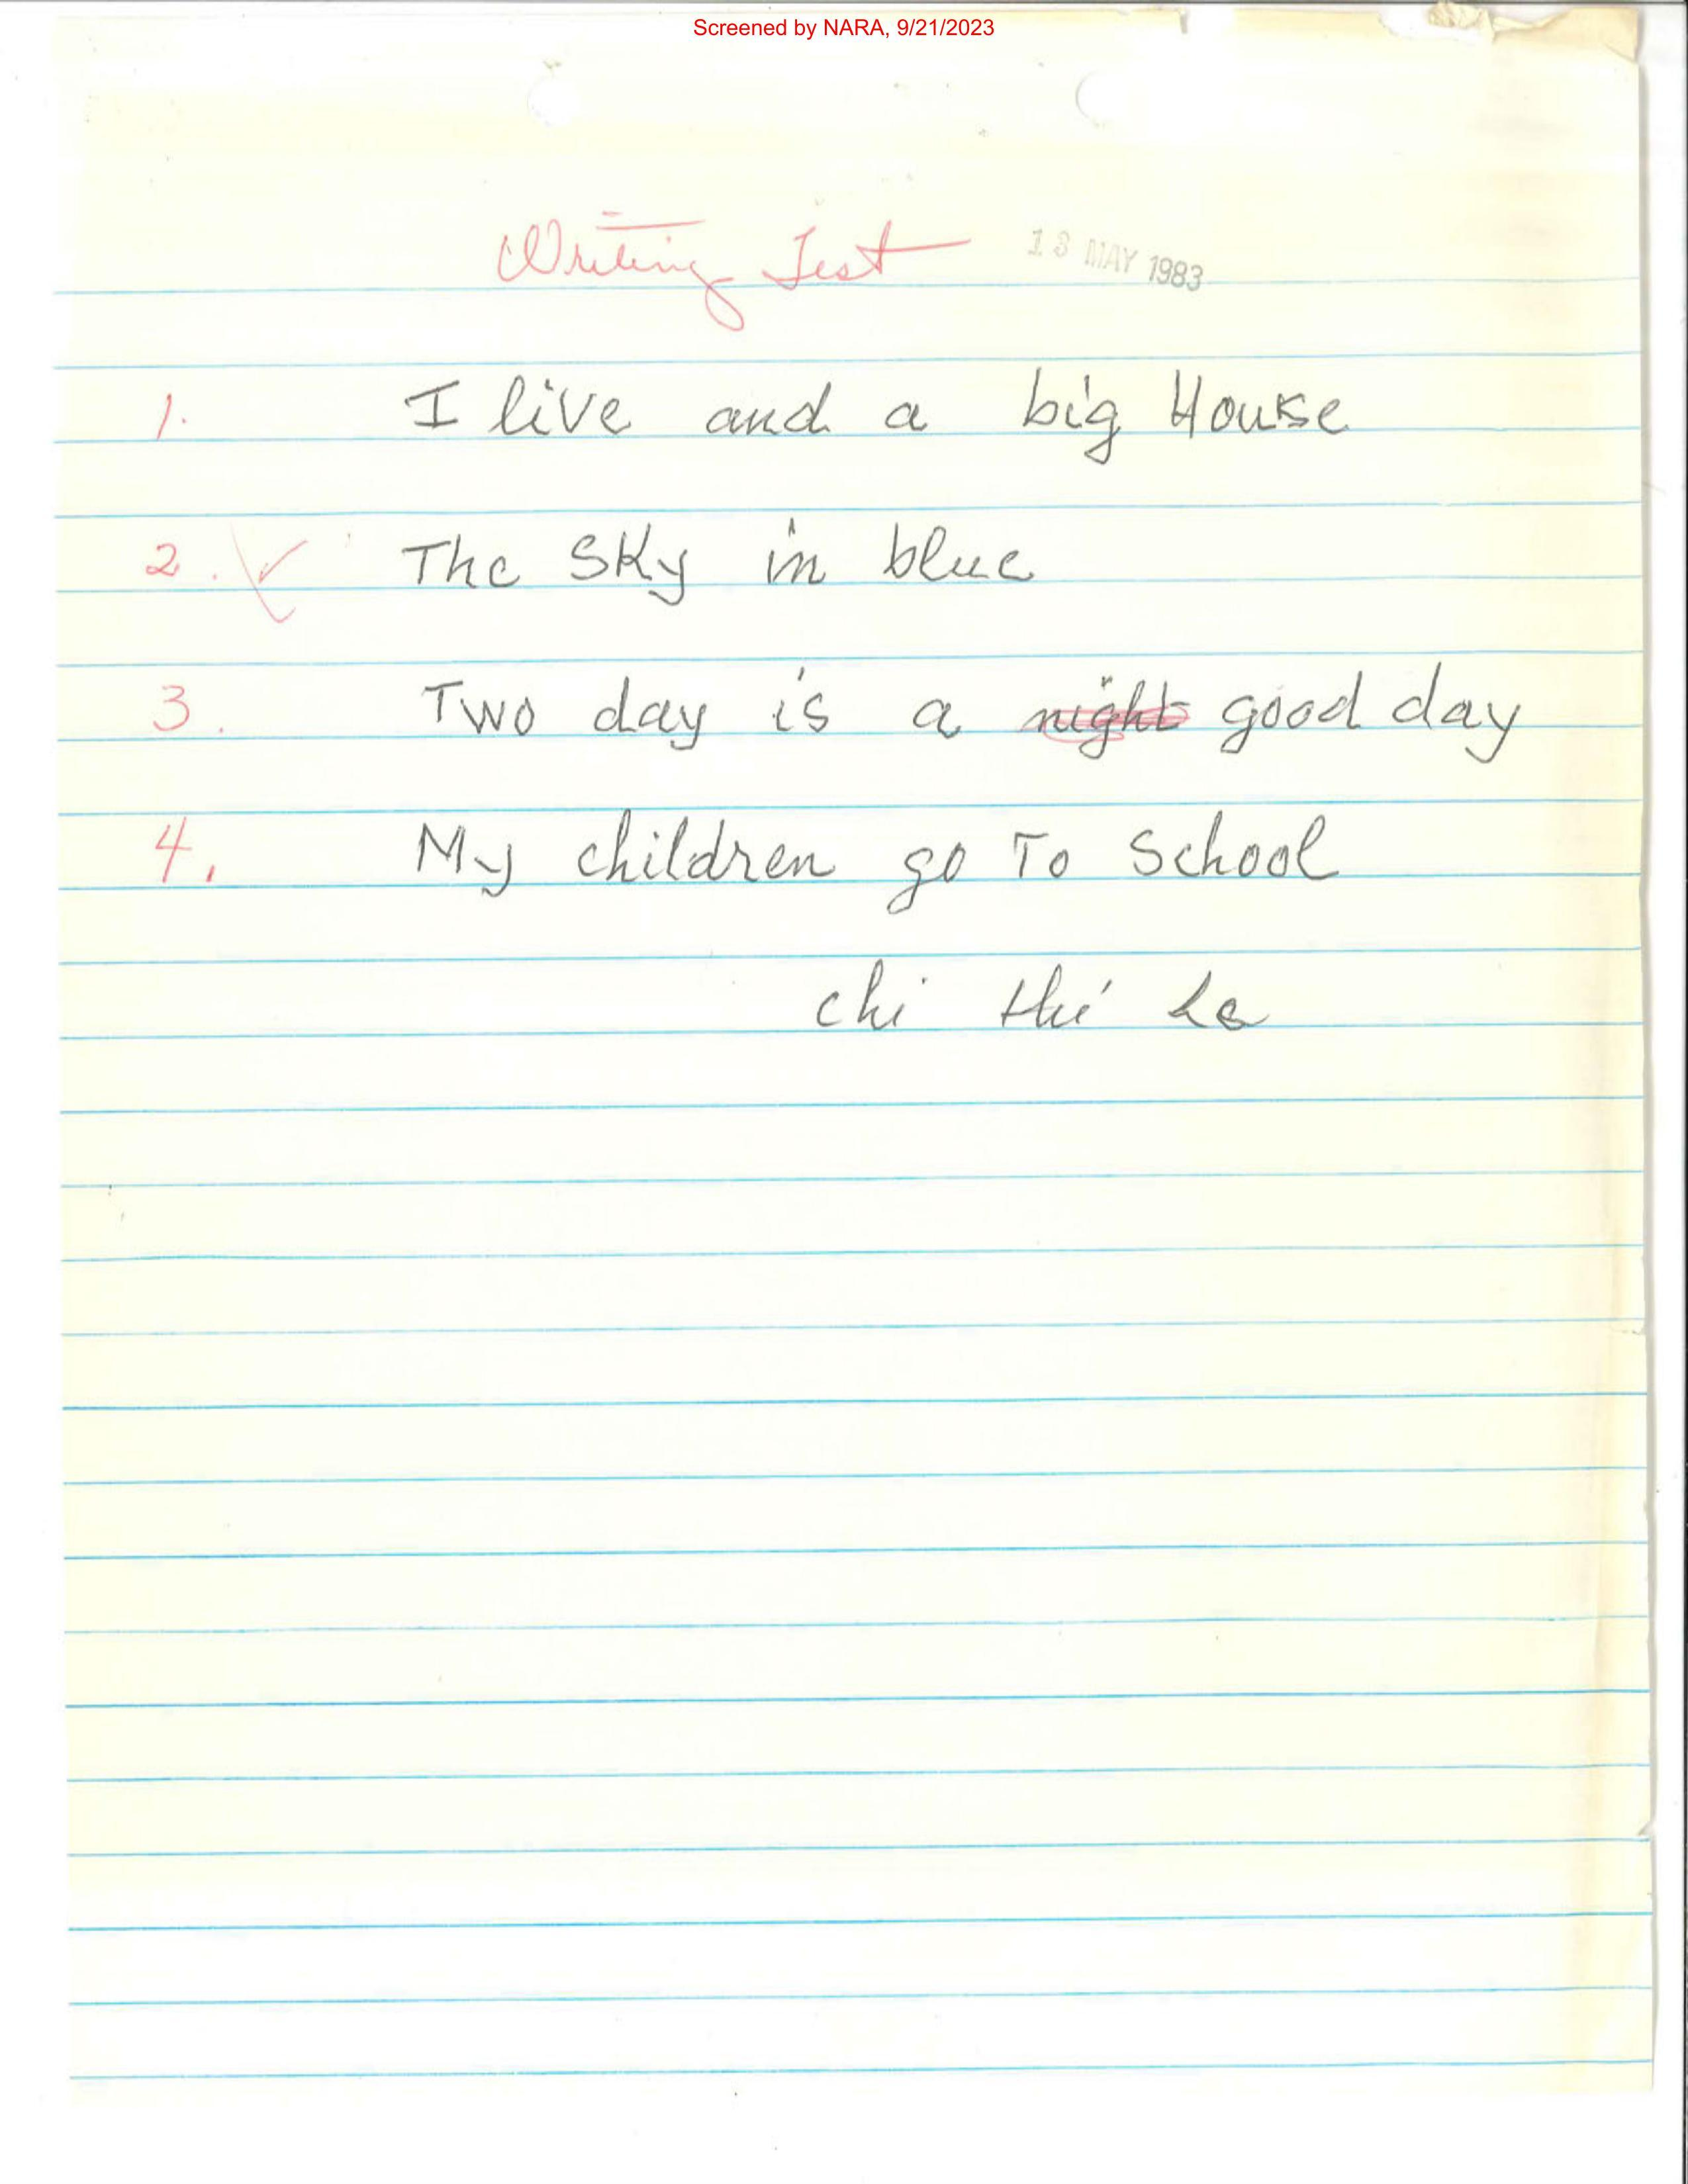 Screened by NARA, 9/21/2023
Writing Test 13 MAY 1983
1. I live and a big House
2. The Sky in blue
3. Two day is a night good day
4. My children go To School
chi thi Le